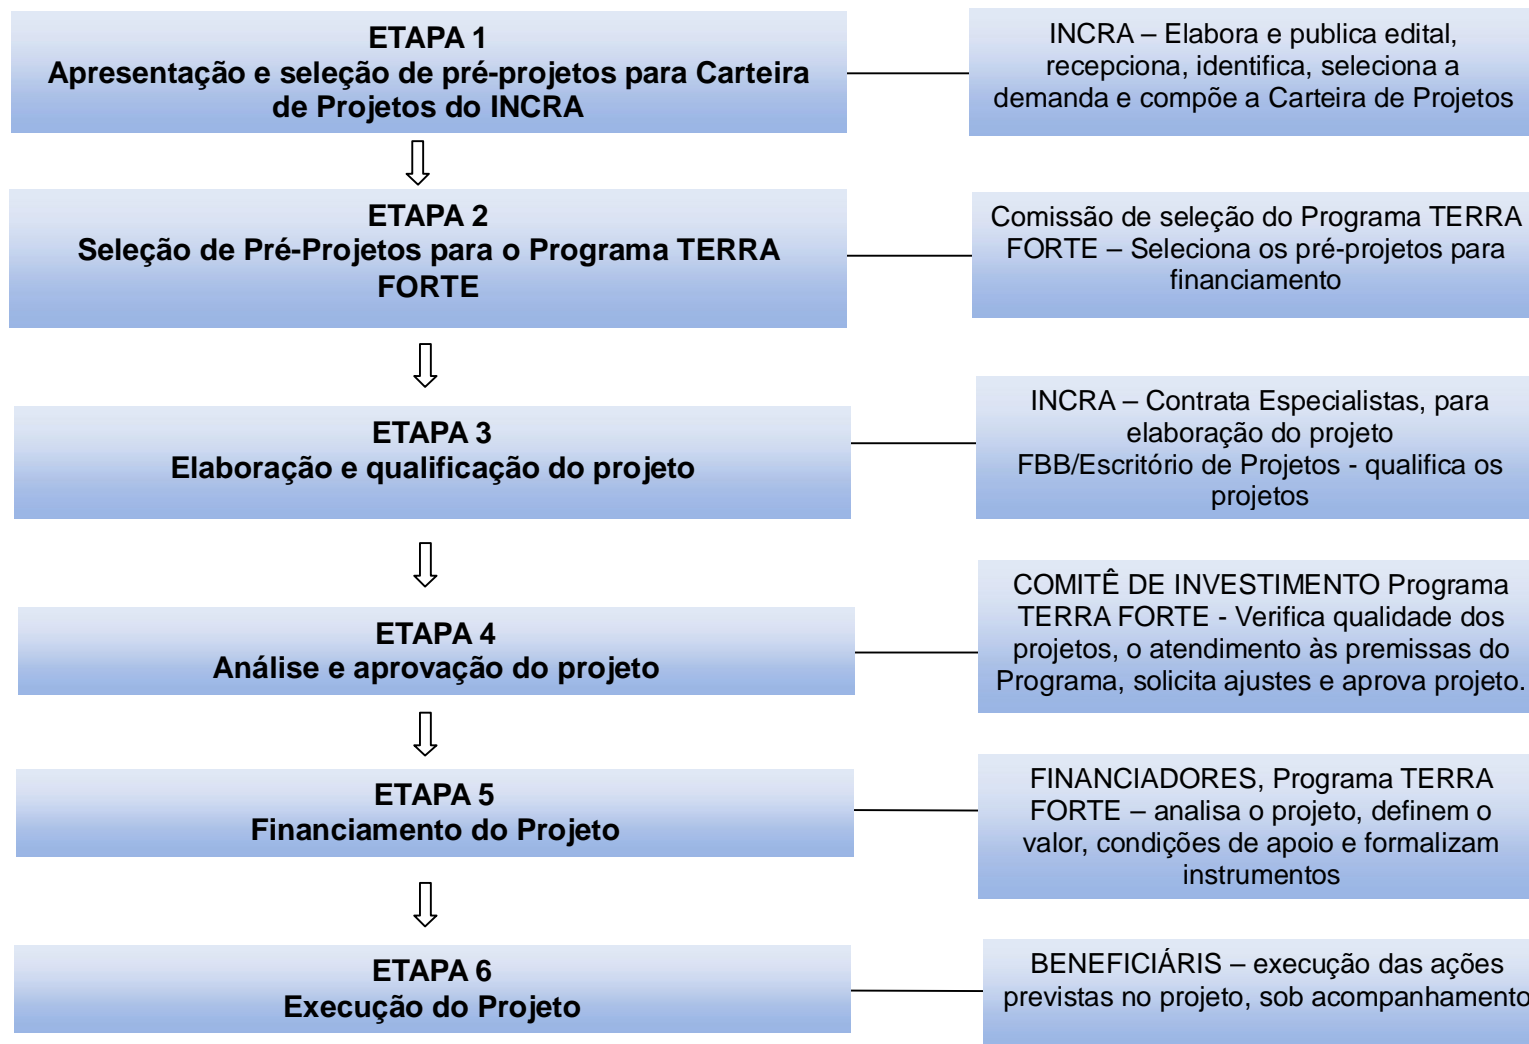 ETAPA 1
Apresentação e seleção de pré-projetos para Carteira
de Projetos do INCRA
INCRA – Elabora e publica edital,
recepciona, identifica, seleciona a
demanda e compõe a Carteira de Projetos
ETAPA 2
Seleção de Pré-Projetos para o Programa TERRA
FORTE
Comissão de seleção do Programa TERRA
FORTE – Seleciona os pré-projetos para
financiamento
ETAPA 3
Elaboração e qualificação do projeto
INCRA – Contrata Especialistas, para
elaboração do projeto
FBB/Escritório de Projetos - qualifica os
projetos
ETAPA 4
Análise e aprovação do projeto
COMITÊ DE INVESTIMENTO Programa
TERRA FORTE - Verifica qualidade dos
projetos, o atendimento às premissas do
Programa, solicita ajustes e aprova projeto.
ETAPA 5
Financiamento do Projeto
FINANCIADORES, Programa TERRA
FORTE – analisa o projeto, definem o
valor, condições de apoio e formalizam
instrumentos
ETAPA 6
Execução do Projeto
BENEFICIÁRIS – execução das ações
previstas no projeto, sob acompanhamento